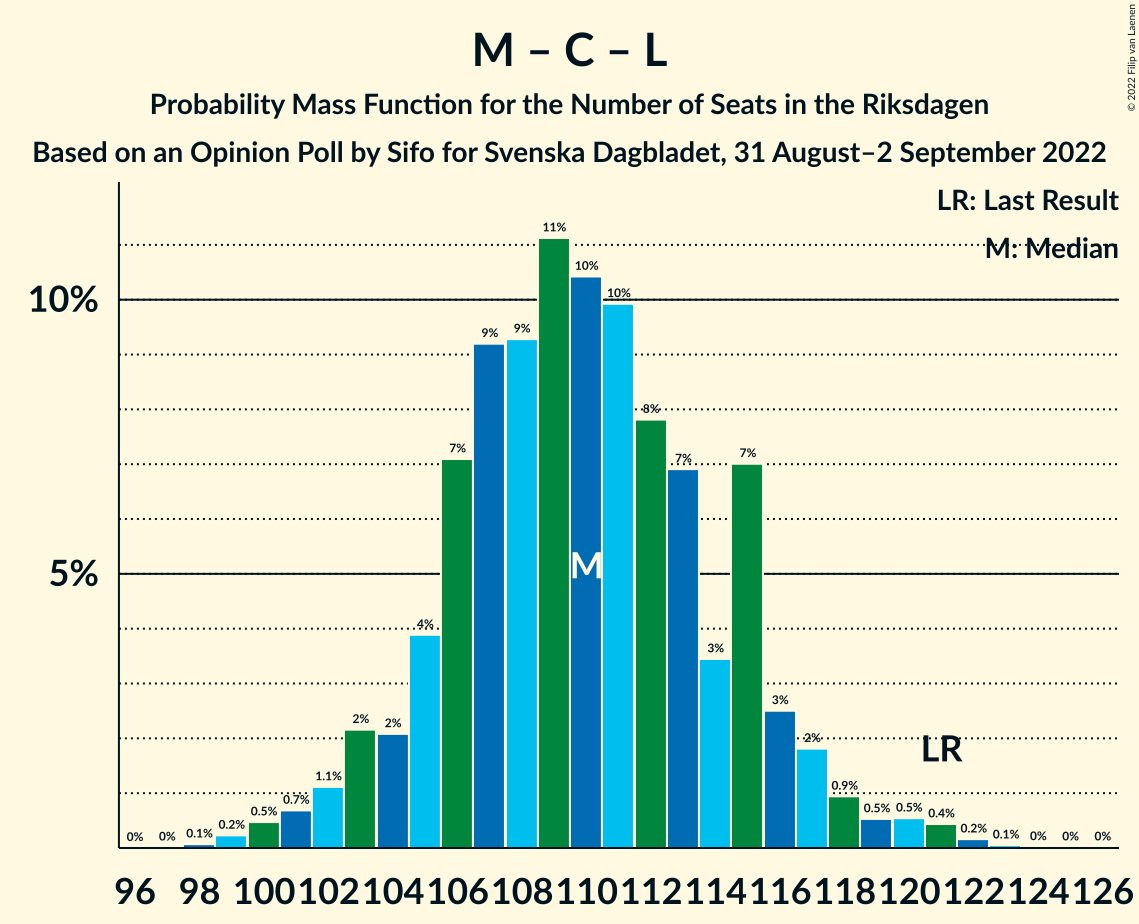 M – C – L
Probability Mass Function for the Number of Seats in the Riksdagen
Based on an Opinion Poll by Sifo for Svenska Dagbladet, 31 August–2 September 2022
© 2022 Filip van Laenen
LR: Last Result
M: Median
10%
5%
0% 0% 0.1% 0.2% 0.5% 0.7% 1.1% 2% 2% 4% 7% 9% 9% 11% 10% 10% 8% 7% 3% 7% 3% 2% 0.9% 0.5% 0.5% 0.4% 0.2% 0.1% 0% 0% 0%
M
LR
96 98 100 102 104 106 108 110 112 114 116 118 120 122 124 126